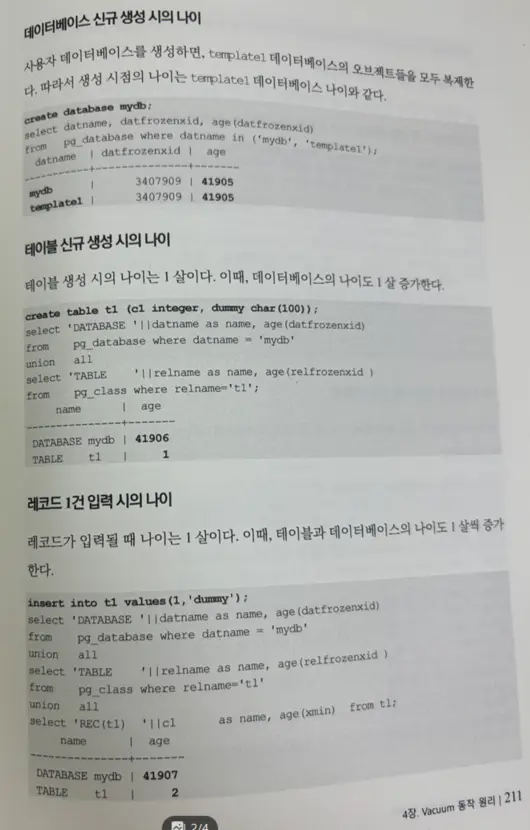 데이터베이스 신규 생성 시의 나이
사용자 데이터베이스를 생성하면, template1 데이터베이스의 오브젝트들을 모두 복제한
다. 따라서 생성 시점의 나이는 template1 데이터베이스 나이와 같다.
create database mydb;
select datname, datfrozenxid, age(datfrozenxid)
from   pg_database where datname in ('mydb', 'template1');
datname  | datfrozenxid |  age
-----------+--------------+-------
mydb      |      3407909 | 41905
template1 |      3407909 | 41905
테이블 신규 생성 시의 나이
테이블 생성 시의 나이는 1 살이다. 이때, 데이터베이스의 나이도 1 살 증가한다.
create table t1 (c1 integer, dummy char(100));
select 'DATABASE '||datname as name, age(datfrozenxid)
from   pg_database where datname = 'mydb'
union  all
select 'TABLE    '||relname as name, age(relfrozenxid )
from   pg_class where relname='t1';
name      |  age
---------------+-------
DATABASE mydb | 41906
TABLE    t1   |     1
레코드 1건 입력 시의 나이
레코드가 입력될 때 나이는 1 살이다. 이때, 테이블과 데이터베이스의 나이도 1 살씩 증가
한다.
insert into t1 values(1,'dummy');
select 'DATABASE '||datname as name, age(datfrozenxid)
from   pg_database where datname = 'mydb'
union  all
select 'TABLE    '||relname as name, age(relfrozenxid )
from   pg_class where relname='t1'
union  all
select 'REC(t1)  '||c1      as name, age(xmin)  from t1;
name      |  age
---------------+-------
DATABASE mydb | 41907
TABLE    t1   |     2
4장. Vacuum 동작 원리 | 211
2/4